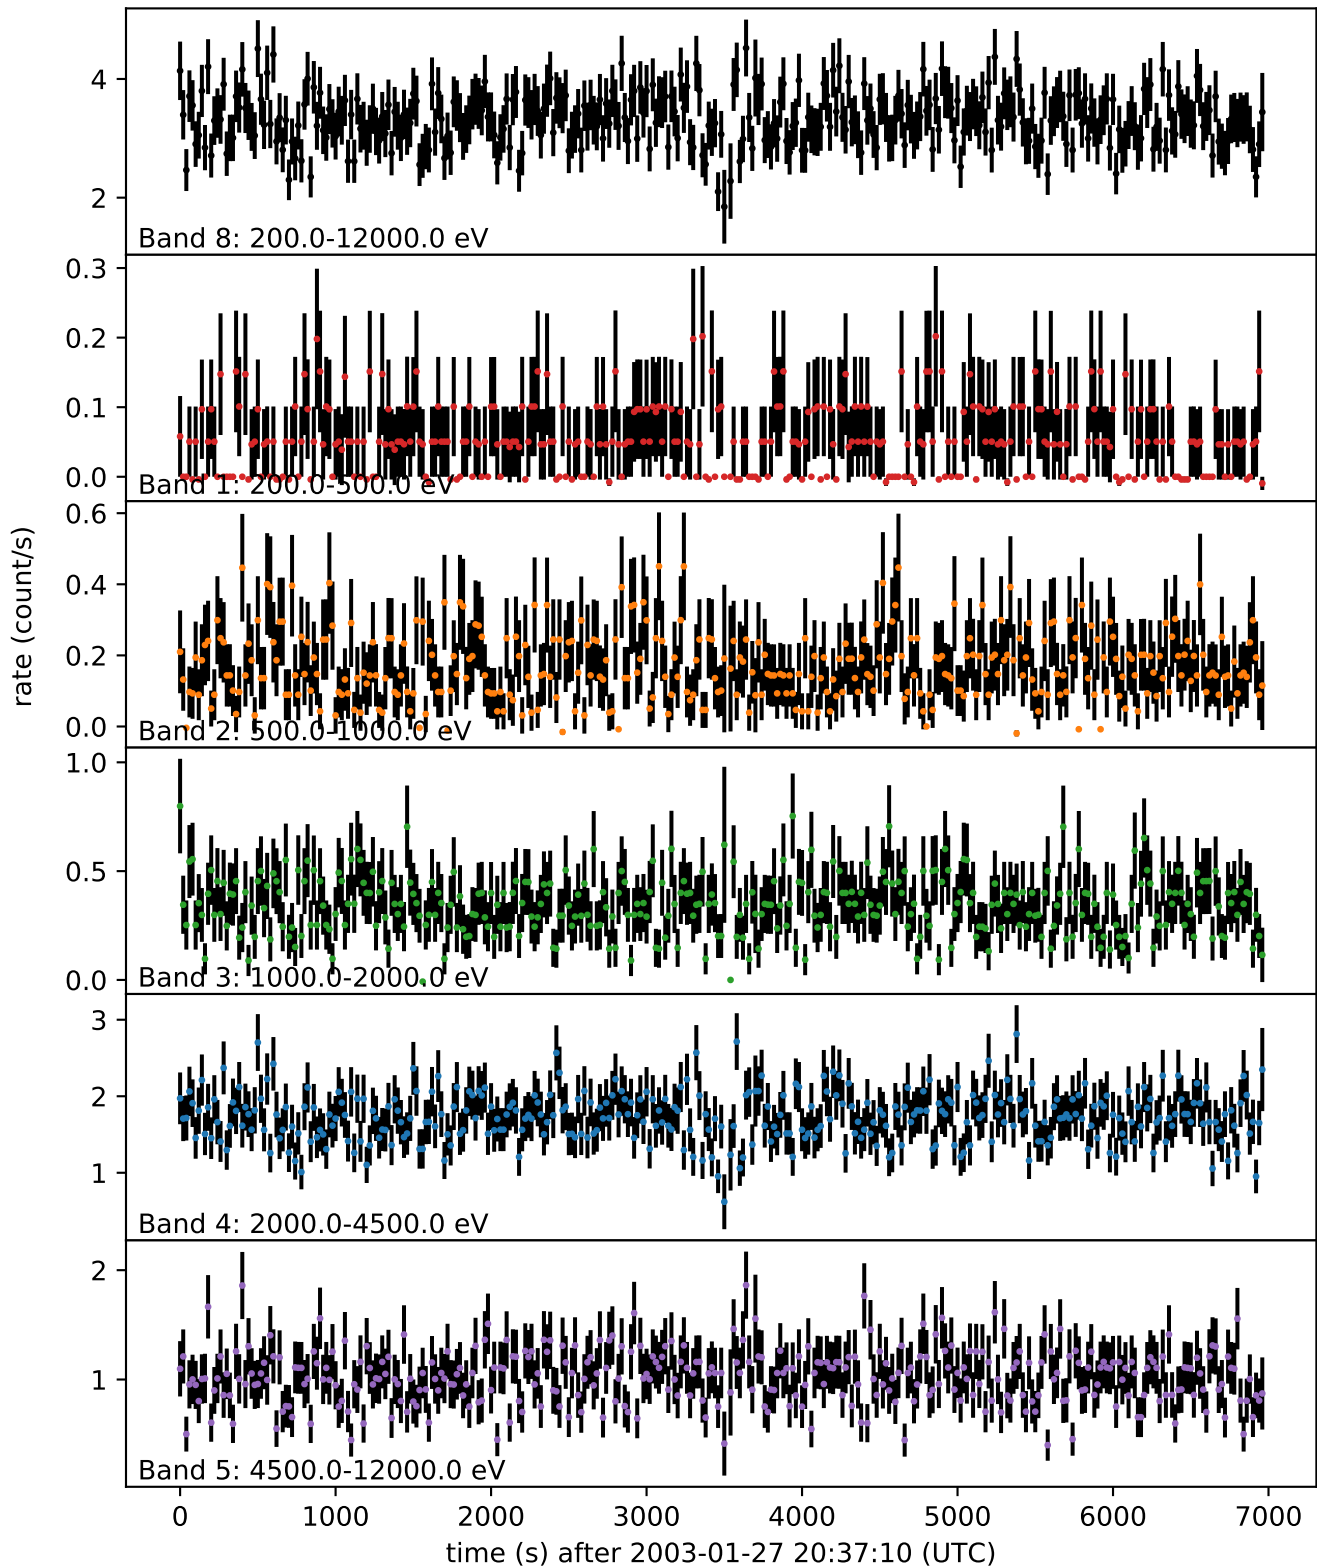 4
2
Band 8: 200.0-12000.0 eV
0.3
0.2
0.1
0.0
Band 1: 200.0-500.0 eV
0.6
0.4
0.2
0.0
Band 2: 500.0-1000.0 eV
rate (count/s)
1.0
0.5
0.0
Band 3: 1000.0-2000.0 eV
3
2
1
Band 4: 2000.0-4500.0 eV
2
1
Band 5: 4500.0-12000.0 eV
0 1000 2000 3000 4000 5000 6000 7000
time (s) after 2003-01-27 20:37:10 (UTC)